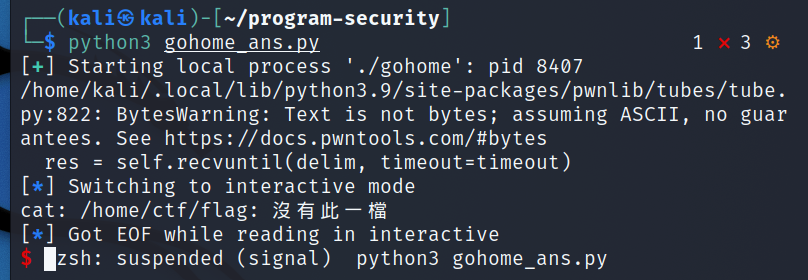 ┌──(kali㉿kali)-[~/program-security]
└─$ python3 gohome_ans.py 1 ⨯ 3 ⚙
[+] Starting local process './gohome': pid 8407
/home/kali/.local/lib/python3.9/site-packages/pwnlib/tubes/tube.
py:822: BytesWarning: Text is not bytes; assuming ASCII, no guar
antees. See https://docs.pwntools.com/#bytes
  res = self.recvuntil(delim, timeout=timeout)
[*] Switching to interactive mode
cat: /home/ctf/flag: 沒有此一檔
[*] Got EOF while reading in interactive
$ zsh: suspended (signal)  python3 gohome_ans.py